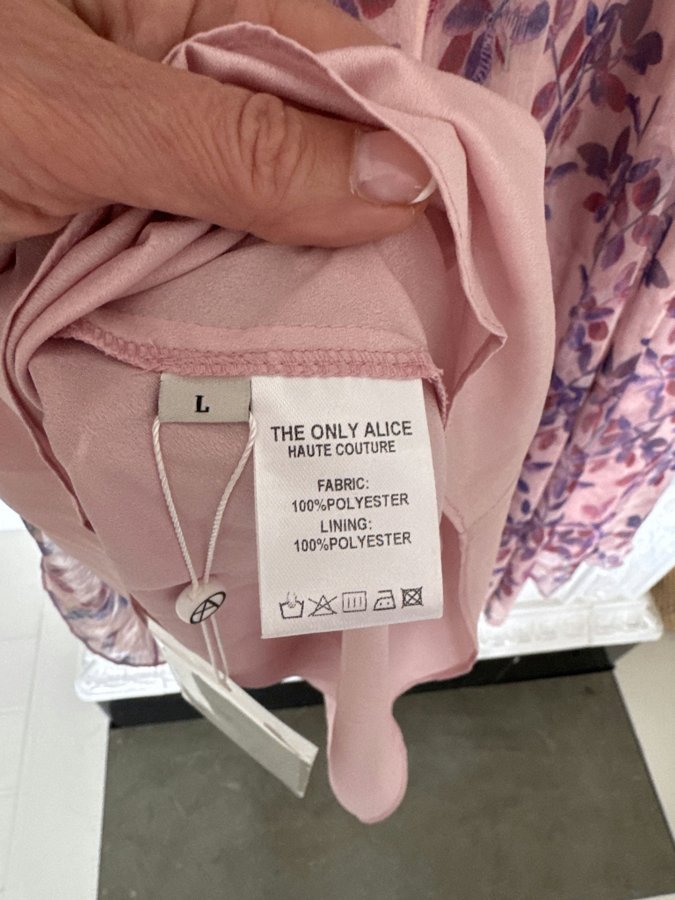 L
THE ONLY ALICE
HAUTE COUTURE
FABRIC:
100%POLYESTER
LINING:
100%POLYESTER